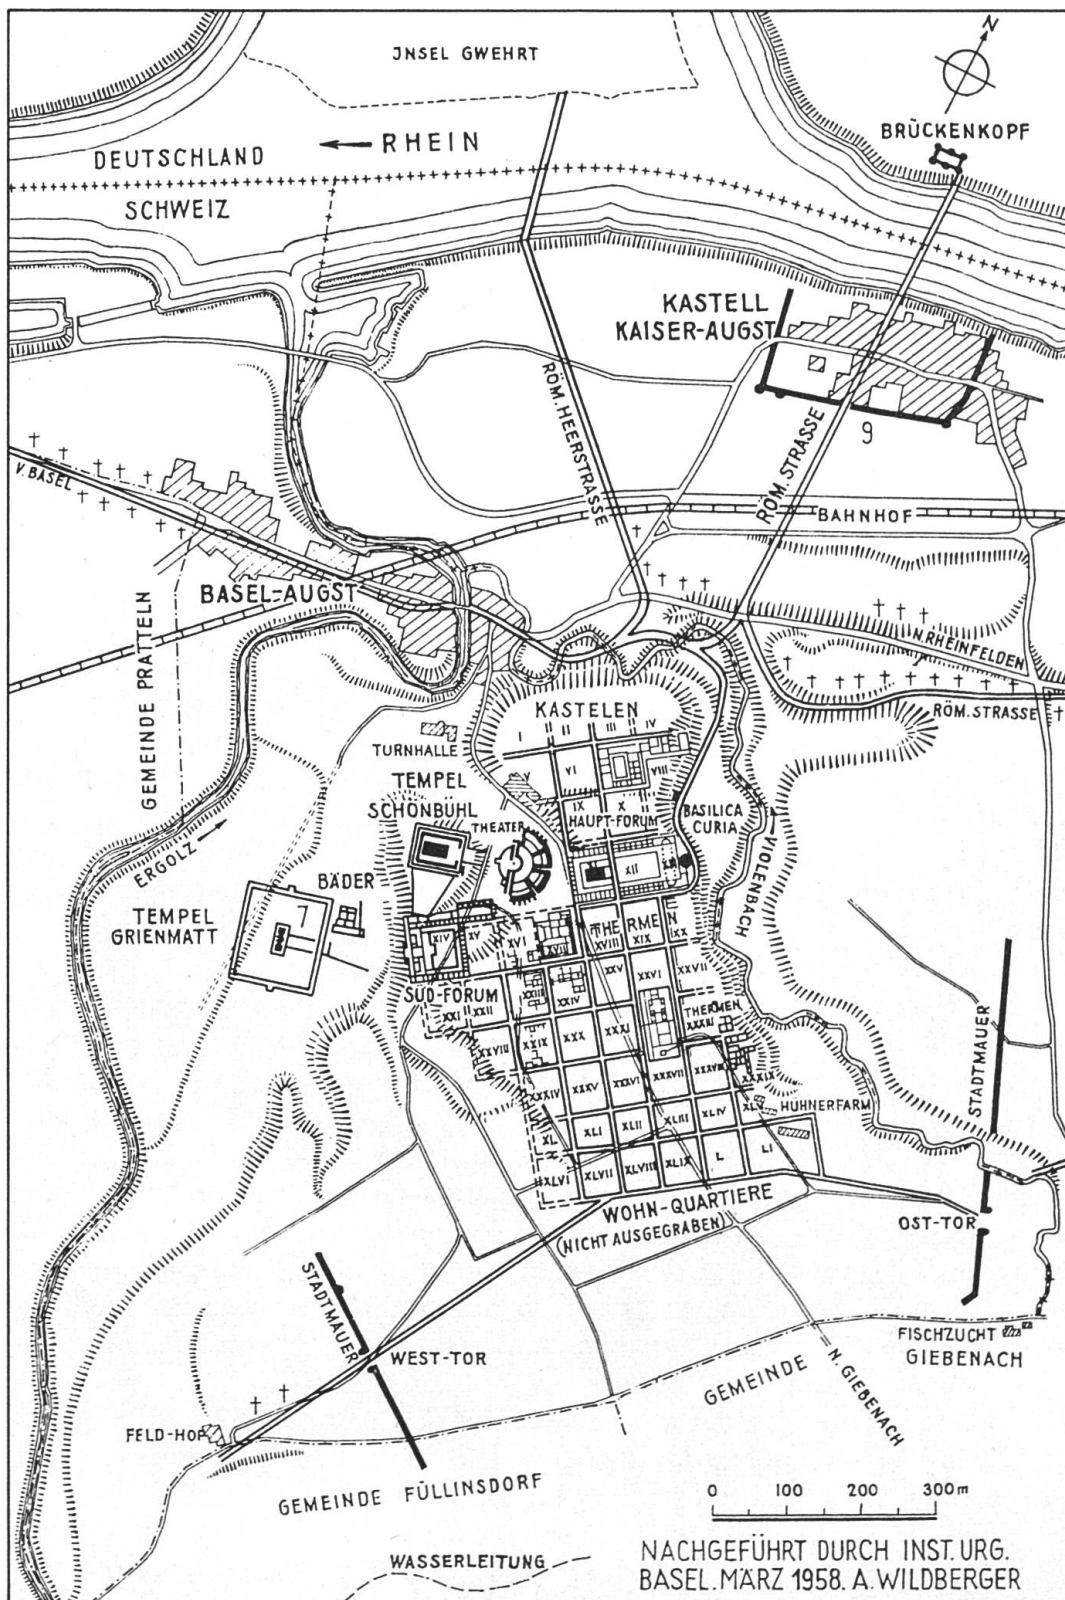 JNSEL GWEHRT
N
BRÜCKENKOPF
DEUTSCHLAND
RHEIN
SCHWEIZ
KASTELL
KAISER-AUGST
9
RÖM. HEERSTRASSE
RÖM. STRASSE
V. BASEL
BAHNHOF
BASEL-AUGST
N. RHEINFELDEN
RÖM. STRASSE
GEMEINDE PRATTELN
KASTELEN
I
II
III
IV
TURNHALLE
V
VI
VIII
TEMPEL
SCHÖNBÜHL
IX
X
HAUPT-FORUM
BASILICA
CURIA
THEATER
ERGOLZ
VIOLENBACH
XII
BÄDER
TEMPEL
GRIENMATT
7
XIV
XV
XVI
XVII
THERMEN
XVIII
XIX
XX
SÜD-FORUM
XXI
XXII
XXIII
XXIV
XXV
XXVI
XXVII
THERMEN
XXVIII
XXIX
XXX
XXXI
XXXIV
XXXV
XXXVI
XXXVII
XXXVIII
XXXIX
HÜHNERFARM
XL
XLI
XLII
XLIII
XLIV
XLV
XLVI
XLVII
XLVIII
XLIX
L
LI
STADTMAUER
WOHN-QUARTIERE
(NICHT AUSGEGRABEN)
OST-TOR
STADTMAUER
WEST-TOR
FISCHZUCHT
GIEBENACH
GEMEINDE
N. GIEBENACH
FELD-HOF
GEMEINDE FÜLLINSDORF
0 100 200 300 m
WASSERLEITUNG
NACHGEFÜHRT DURCH INST. URG.
BASEL. MÄRZ 1958. A. WILDBERGER